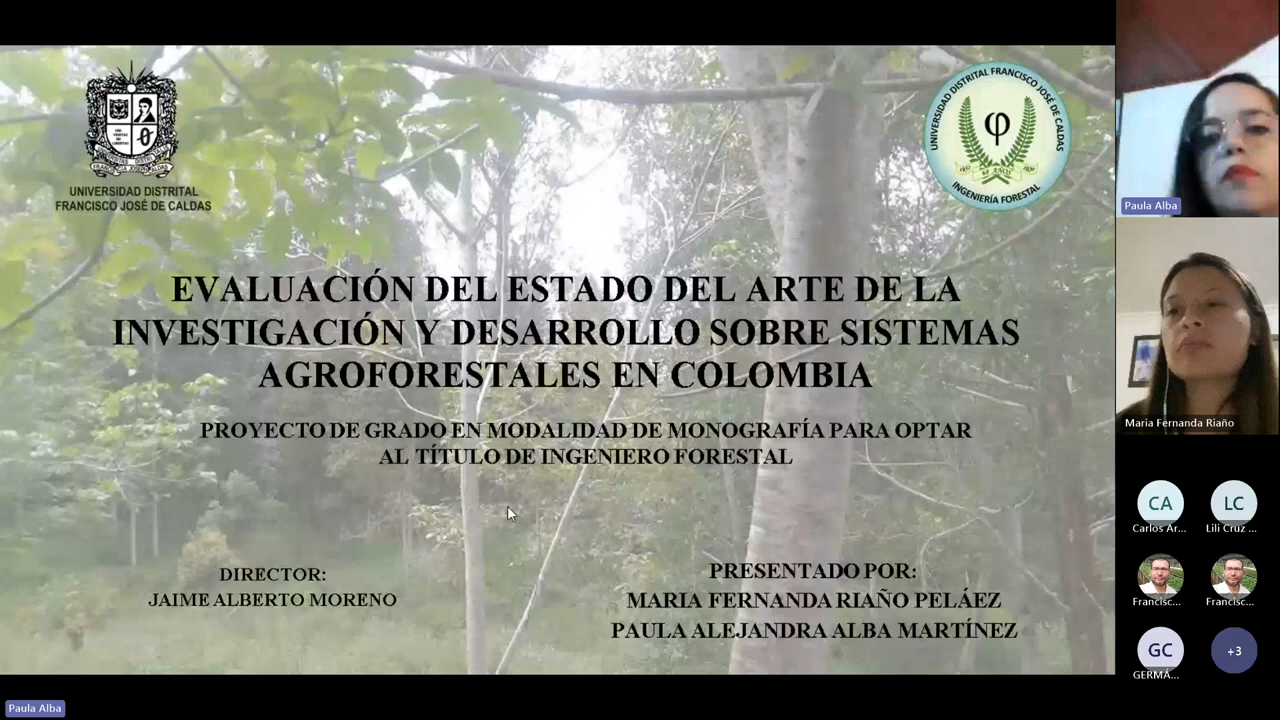 UNIVERSIDAD DISTRITAL
FRANCISCO JOSÉ DE CALDAS
UNIVERSIDAD DISTRITAL FRANCISCO JOSÉ DE CALDAS
φ
INGENIERÍA FORESTAL
EVALUACIÓN DEL ESTADO DEL ARTE DE LA
INVESTIGACIÓN Y DESARROLLO SOBRE SISTEMAS
AGROFORESTALES EN COLOMBIA
PROYECTO DE GRADO EN MODALIDAD DE MONOGRAFÍA PARA OPTAR
AL TÍTULO DE INGENIERO FORESTAL
DIRECTOR:
JAIME ALBERTO MORENO
PRESENTADO POR:
MARIA FERNANDA RIAÑO PELÁEZ
PAULA ALEJANDRA ALBA MARTÍNEZ
Paula Alba
Maria Fernanda Riaño
CA
LC
Carlos Ar...
Lili Cruz ...
Francisc...
Francisc...
GC
+3
GERMÁ...
Paula Alba